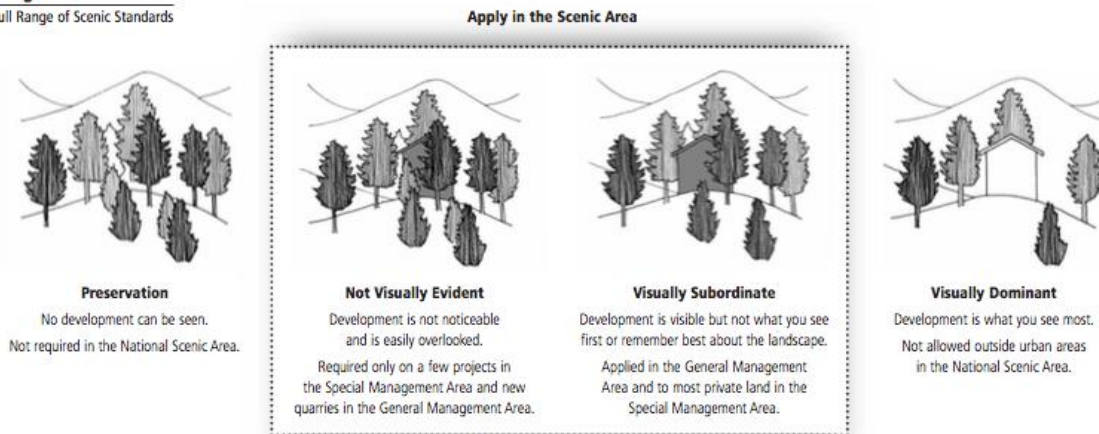 ull Range of Scenic Standards
Apply in the Scenic Area
Preservation
No development can be seen.
Not required in the National Scenic Area.
Not Visually Evident
Development is not noticeable
and is easily overlooked.
Required only on a few projects in
the Special Management Area and new
quarries in the General Management Area.
Visually Subordinate
Development is visible but not what you see
first or remember best about the landscape.
Applied in the General Management
Area and to most private land in the
Special Management Area.
Visually Dominant
Development is what you see most.
Not allowed outside urban areas
in the National Scenic Area.